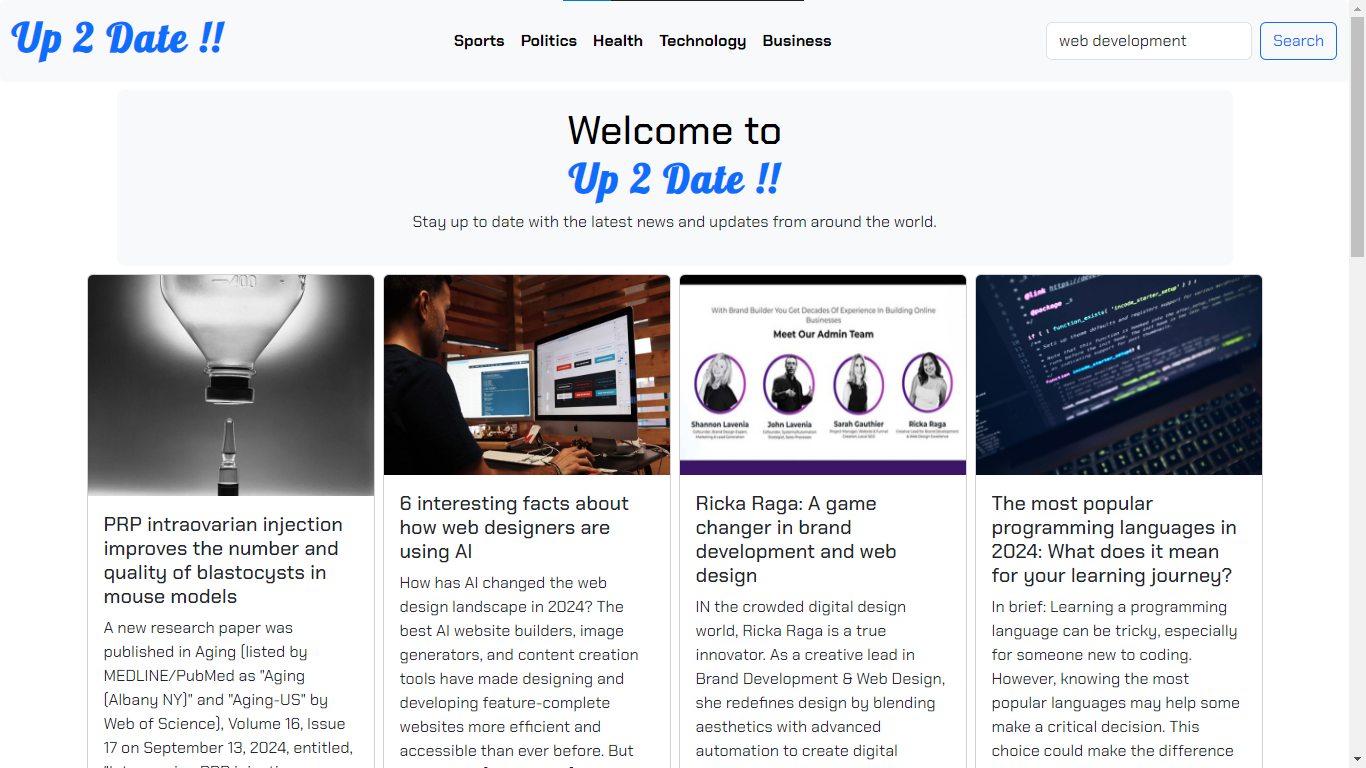 Up 2 Date !!
Sports Politics Health Technology Business
web development
Search
Welcome to
Up 2 Date !!
Stay up to date with the latest news and updates from around the world.
400
PRP intraovarian injection
improves the number and
quality of blastocysts in
mouse models
A new research paper was
published in Aging (listed by
MEDLINE/PubMed as "Aging
(Albany NY)" and "Aging-US" by
Web of Science), Volume 16, Issue
17 on September 13, 2024, entitled,
6 interesting facts about
how web designers are
using AI
How has AI changed the web
design landscape in 2024? The
best AI website builders, image
generators, and content creation
tools have made designing and
developing feature-complete
websites more efficient and
accessible than ever before. But
With Brand Builder You Get Decades Of Experience In Building Online
Businesses
Meet Our Admin Team
Shannon Lavenia
John Lavenia
Sarah Gauthier
Ricka Raga
Ricka Raga: A game
changer in brand
development and web
design
IN the crowded digital design
world, Ricka Raga is a true
innovator. As a creative lead in
Brand Development & Web Design,
she redefines design by blending
aesthetics with advanced
automation to create digital
@link
@package _s
The most popular
programming languages in
2024: What does it mean
for your learning journey?
In brief: Learning a programming
language can be tricky, especially
for someone new to coding.
However, knowing the most
popular languages may help some
make a critical decision. This
choice could make the difference